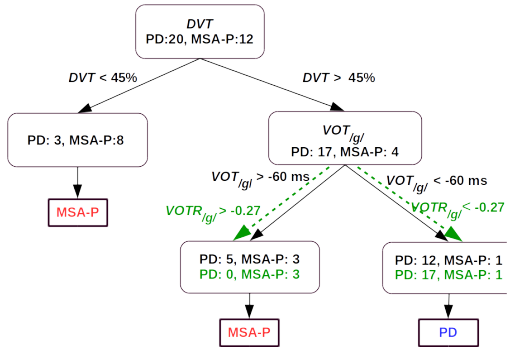 DVT
PD:20, MSA-P:12
DVT < 45%
DVT > 45%
PD: 3, MSA-P:8
VOT/g/
PD: 17, MSA-P: 4
MSA-P
VOT/g/ > -60 ms
VOT/g/ < -60 ms
VOTR/g/ > -0.27
VOTR/g/< -0.27
PD: 5, MSA-P: 3
PD: 0, MSA-P: 3
PD: 12, MSA-P: 1
PD: 17, MSA-P: 1
MSA-P
PD